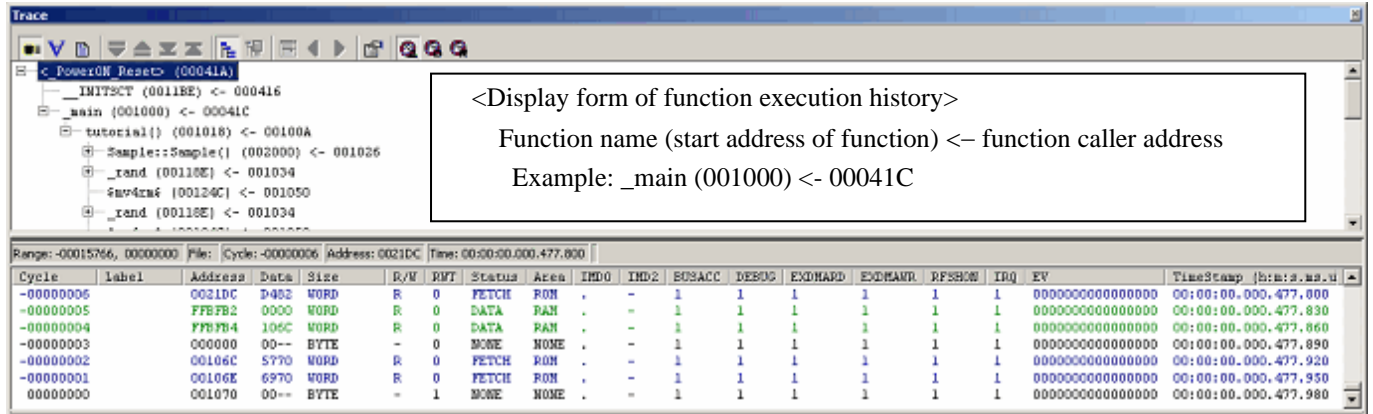 Trace
< PowerON_Reset> (00041A)
__INITSCT (0011BE) <- 000416
_main (001000) <- 00041C
tutorial() (001018) <- 00100A
Sample::Sample() (002000) <- 001026
_rand (00118E) <- 001034
$mv4rm$ (00124C) <- 001050
_rand (00118E) <- 001034
<Display form of function execution history>
Function name (start address of function) <– function caller address
Example: _main (001000) <- 00041C
Range: -00015766, 00000000 File: Cycle: -00000006 Address: 0021DC Time: 00:00:00.000.477.800
Cycle Label Address Data Size R/W RWT Status Area IMD0 IMD2 BUSACC DEBUG EXDMARD EXDMAWR RFSHON IRQ EV TimeStamp (h:m:s.ms.u
-00000006 0021DC D482 WORD R 0 FETCH ROM . - 1 1 1 1 1 1 0000000000000000 00:00:00.000.477.800
-00000005 FFBFB2 0000 WORD R 0 DATA RAM . - 1 1 1 1 1 1 0000000000000000 00:00:00.000.477.830
-00000004 FFBFB4 106C WORD R 0 DATA RAM . - 1 1 1 1 1 1 0000000000000000 00:00:00.000.477.860
-00000003 000000 00-- BYTE - 0 NONE NONE . - 1 1 1 1 1 1 0000000000000000 00:00:00.000.477.890
-00000002 00106C 5770 WORD R 0 FETCH ROM . - 1 1 1 1 1 1 0000000000000000 00:00:00.000.477.920
-00000001 00106E 6970 WORD R 0 FETCH ROM . - 1 1 1 1 1 1 0000000000000000 00:00:00.000.477.950
00000000 001070 00-- BYTE - 1 NONE NONE . - 1 1 1 1 1 1 0000000000000000 00:00:00.000.477.980